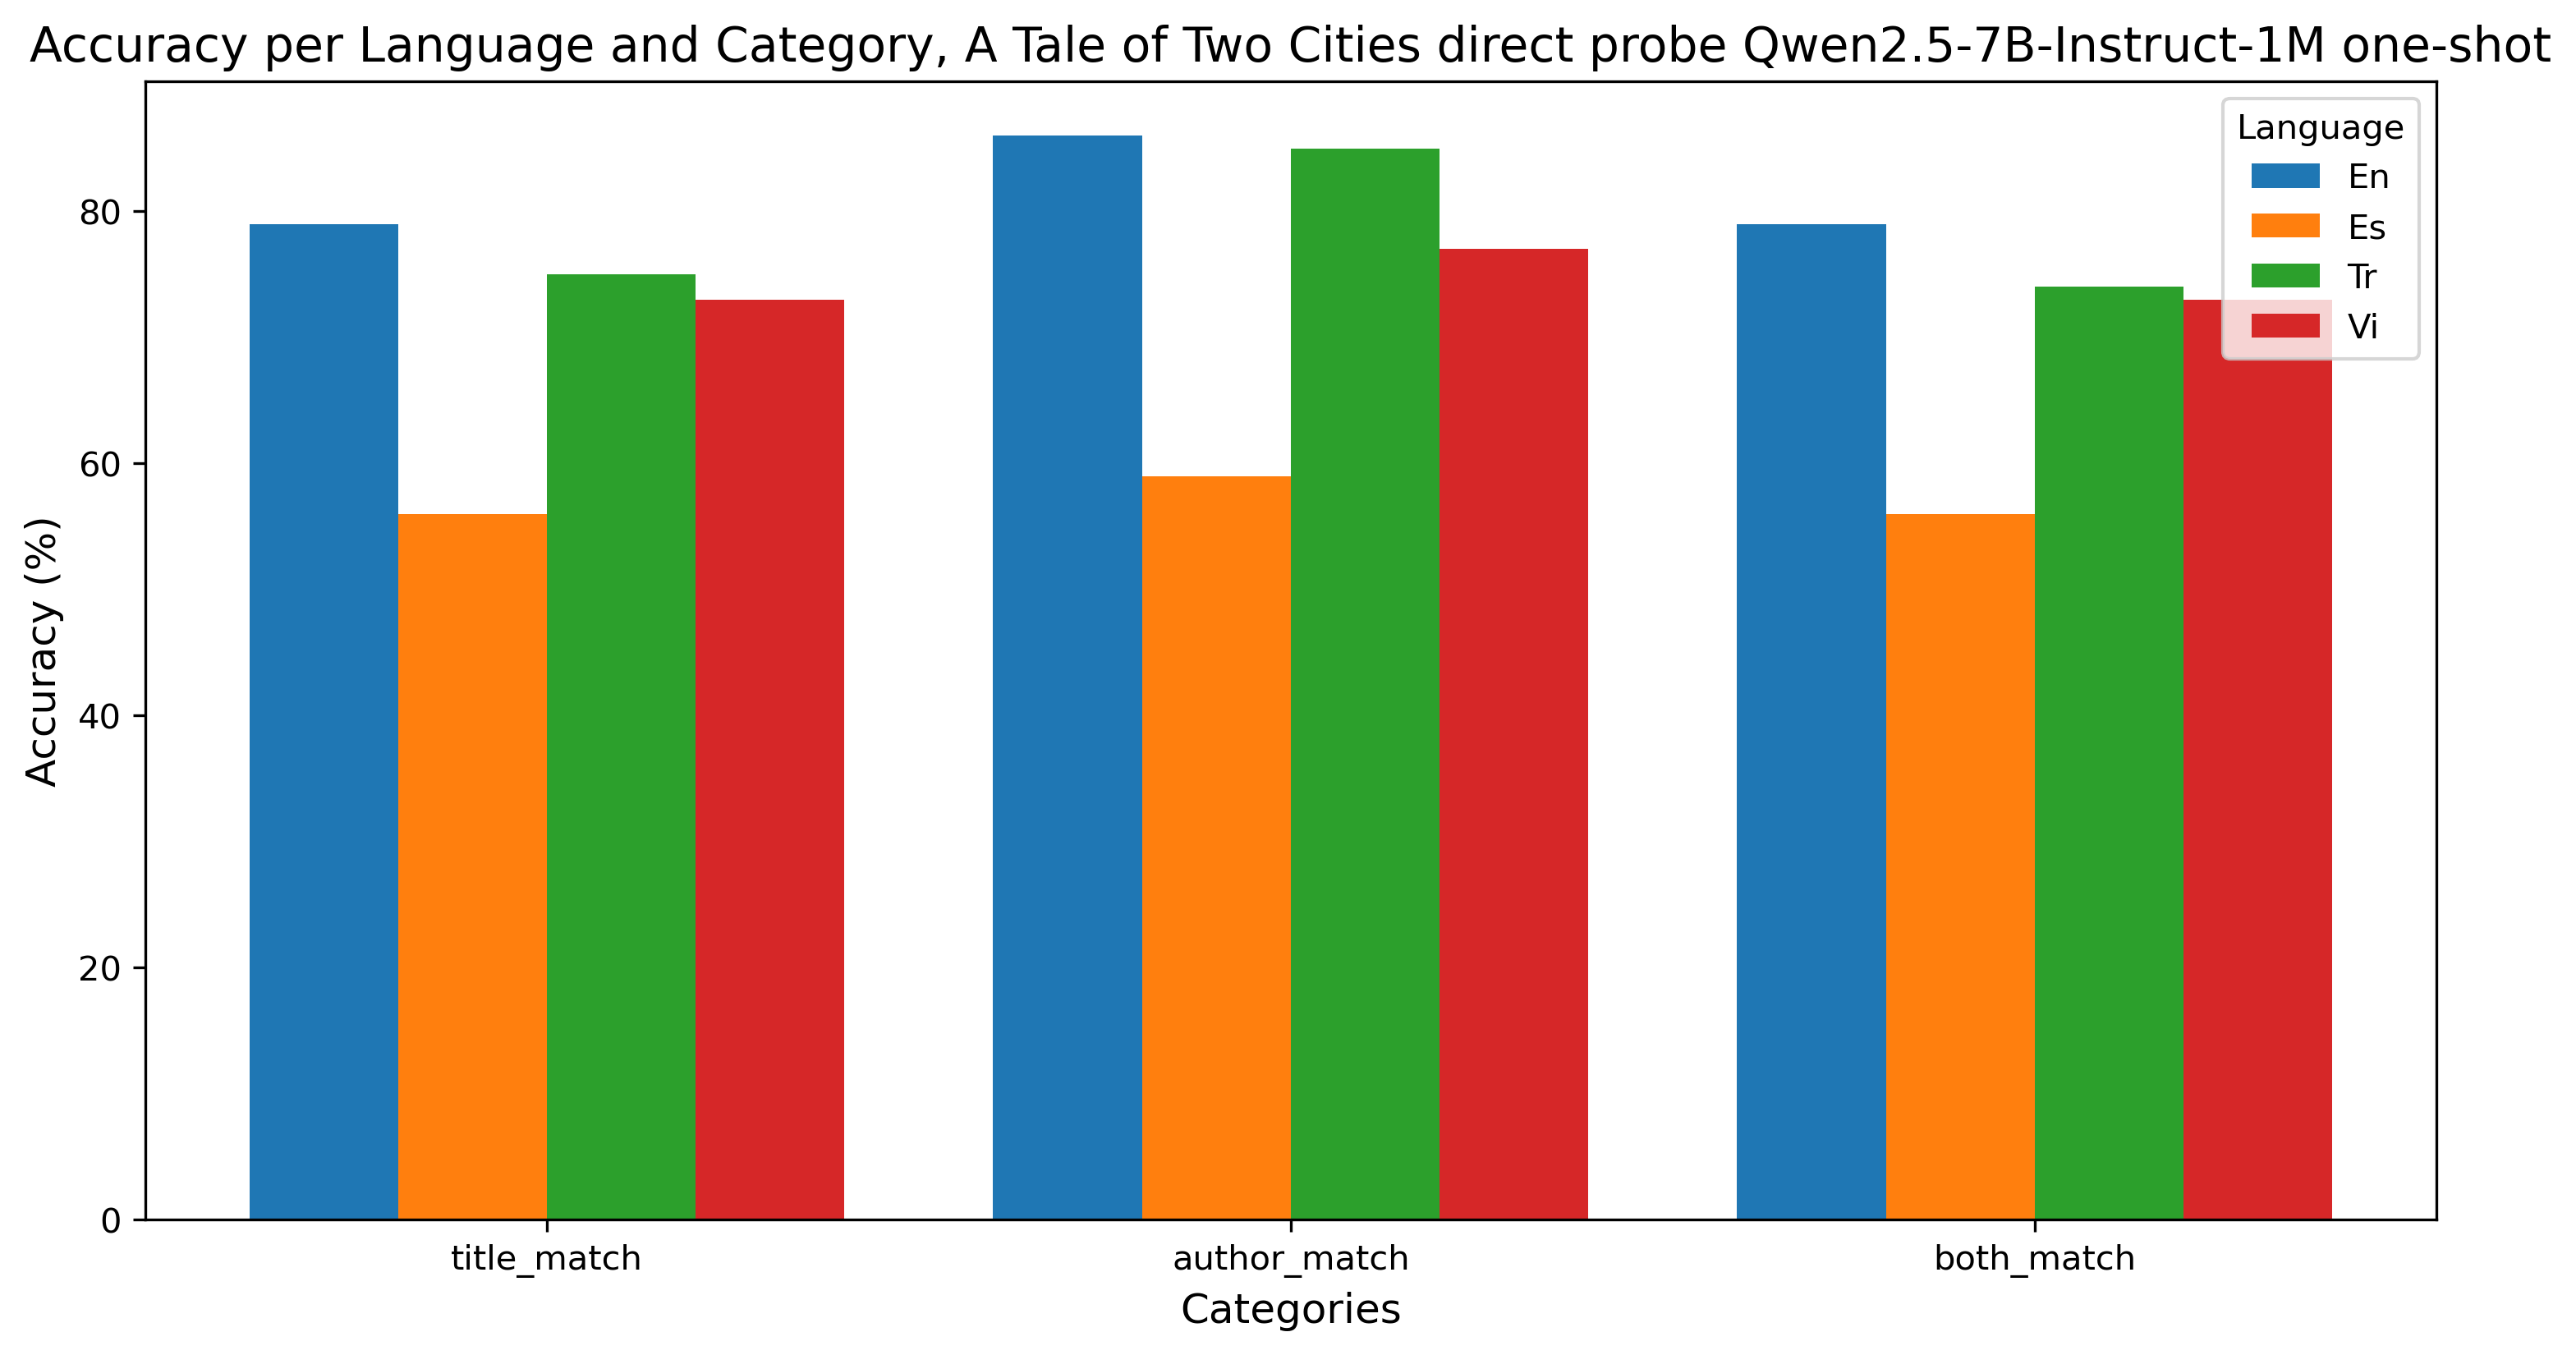 Accuracy per Language and Category, A Tale of Two Cities direct probe Qwen2.5-7B-Instruct-1M one-shot
Language
En
Es
Tr
Vi
Accuracy (%)
80
60
40
20
0
title_match author_match both_match
Categories